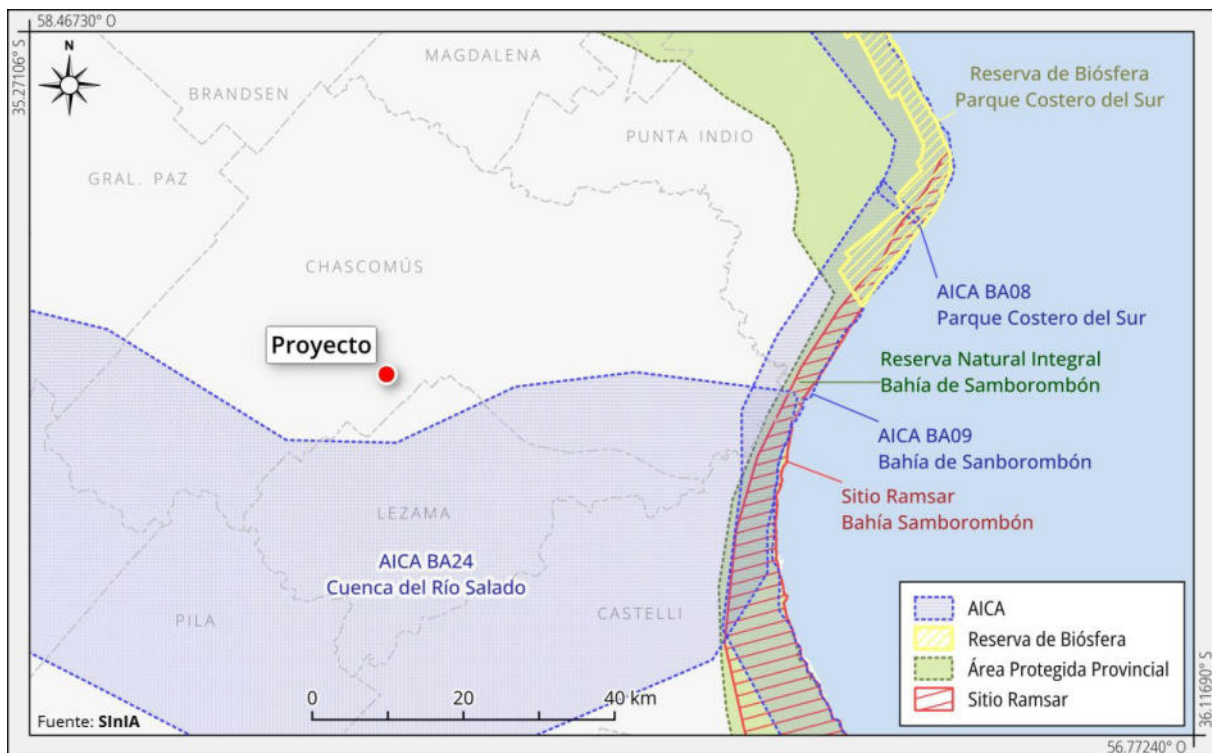 58.46730° O
35.27106° S
N
MAGDALENA
BRANDSEN
PUNTA INDIO
GRAL. PAZ
CHASCOMÚS
Reserva de Biósfera
Parque Costero del Sur
AICA BA08
Parque Costero del Sur
Proyecto
Reserva Natural Integral
Bahía de Samborombón
AICA BA09
Bahía de Sanborombón
Sitio Ramsar
Bahía Samborombón
LEZAMA
AICA BA24
Cuenca del Río Salado
PILA
CASTELLI
AICA
Reserva de Biósfera
Área Protegida Provincial
Sitio Ramsar
0 20 40 km
Fuente: SInIA
36.11690° S
56.77240° O